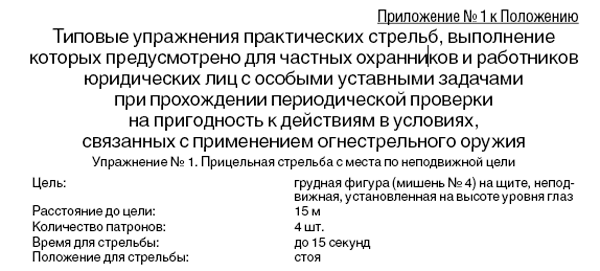 Приложение № 1 к Положению
Типовые упражнения практических стрельб, выполнение
которых предусмотрено для частных охранников и работников
юридических лиц с особыми уставными задачами
при прохождении периодической проверки
на пригодность к действиям в условиях,
связанных с применением огнестрельного оружия
Упражнение № 1. Прицельная стрельба с места по неподвижной цели
Цель: грудная фигура (мишень № 4) на щите, непод-
вижная, установленная на высоте уровня глаз
Расстояние до цели: 15 м
Количество патронов: 4 шт.
Время для стрельбы: до 15 секунд
Положение для стрельбы: стоя